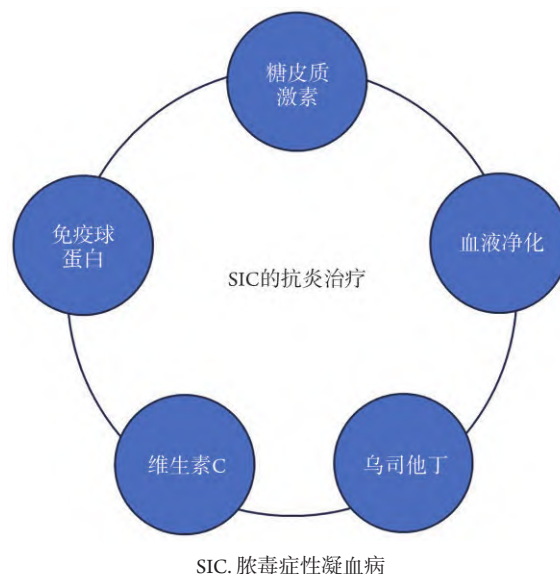 糖皮质
激素
免疫球
蛋白
血液净化
SIC的抗炎治疗
维生素C
乌司他丁
SIC. 脓毒症性凝血病